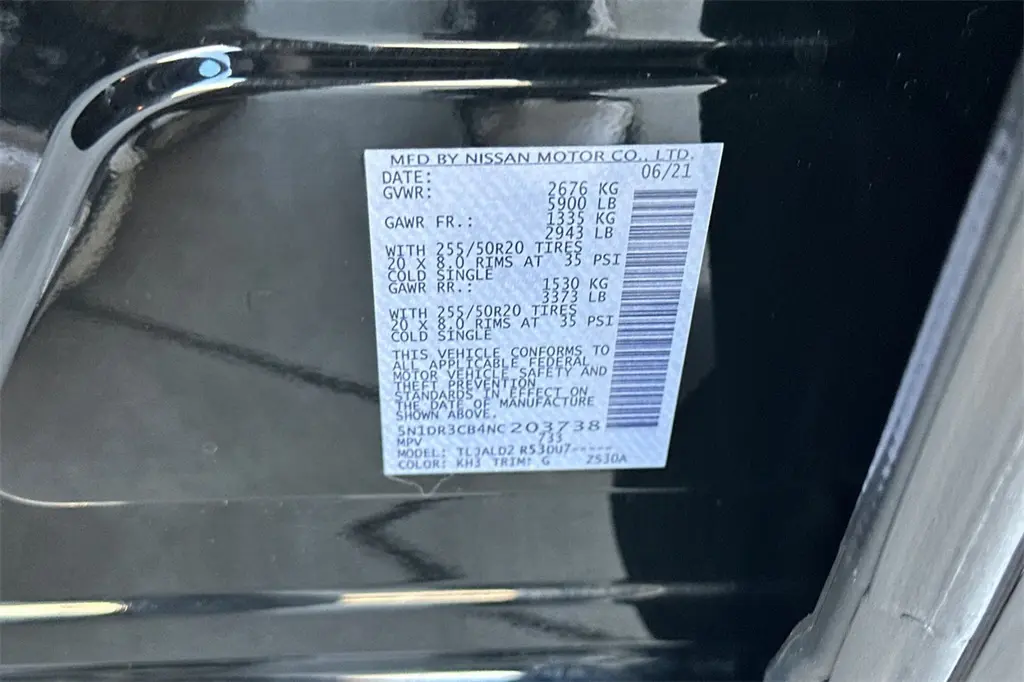 MFD BY NISSAN MOTOR CO., LTD.
DATE: 06/21
GVWR: 2676 KG
5900 LB
GAWR FR.: 1335 KG
2943 LB
WITH 255/50R20 TIRES
20 X 8.0 RIMS AT 35 PSI
COLD SINGLE
GAWR RR.: 1530 KG
3373 LB
WITH 255/50R20 TIRES
20 X 8.0 RIMS AT 35 PSI
COLD SINGLE
THIS VEHICLE CONFORMS TO
ALL APPLICABLE FEDERAL
MOTOR VEHICLE SAFETY AND
THEFT PREVENTION
STANDARDS IN EFFECT ON
THE DATE OF MANUFACTURE
SHOWN ABOVE.
5N1DR3CB4NC203738
MPV 733
MODEL: TLJALD2 R53DU7-----
COLOR: KH3 TRIM: G ZS30A